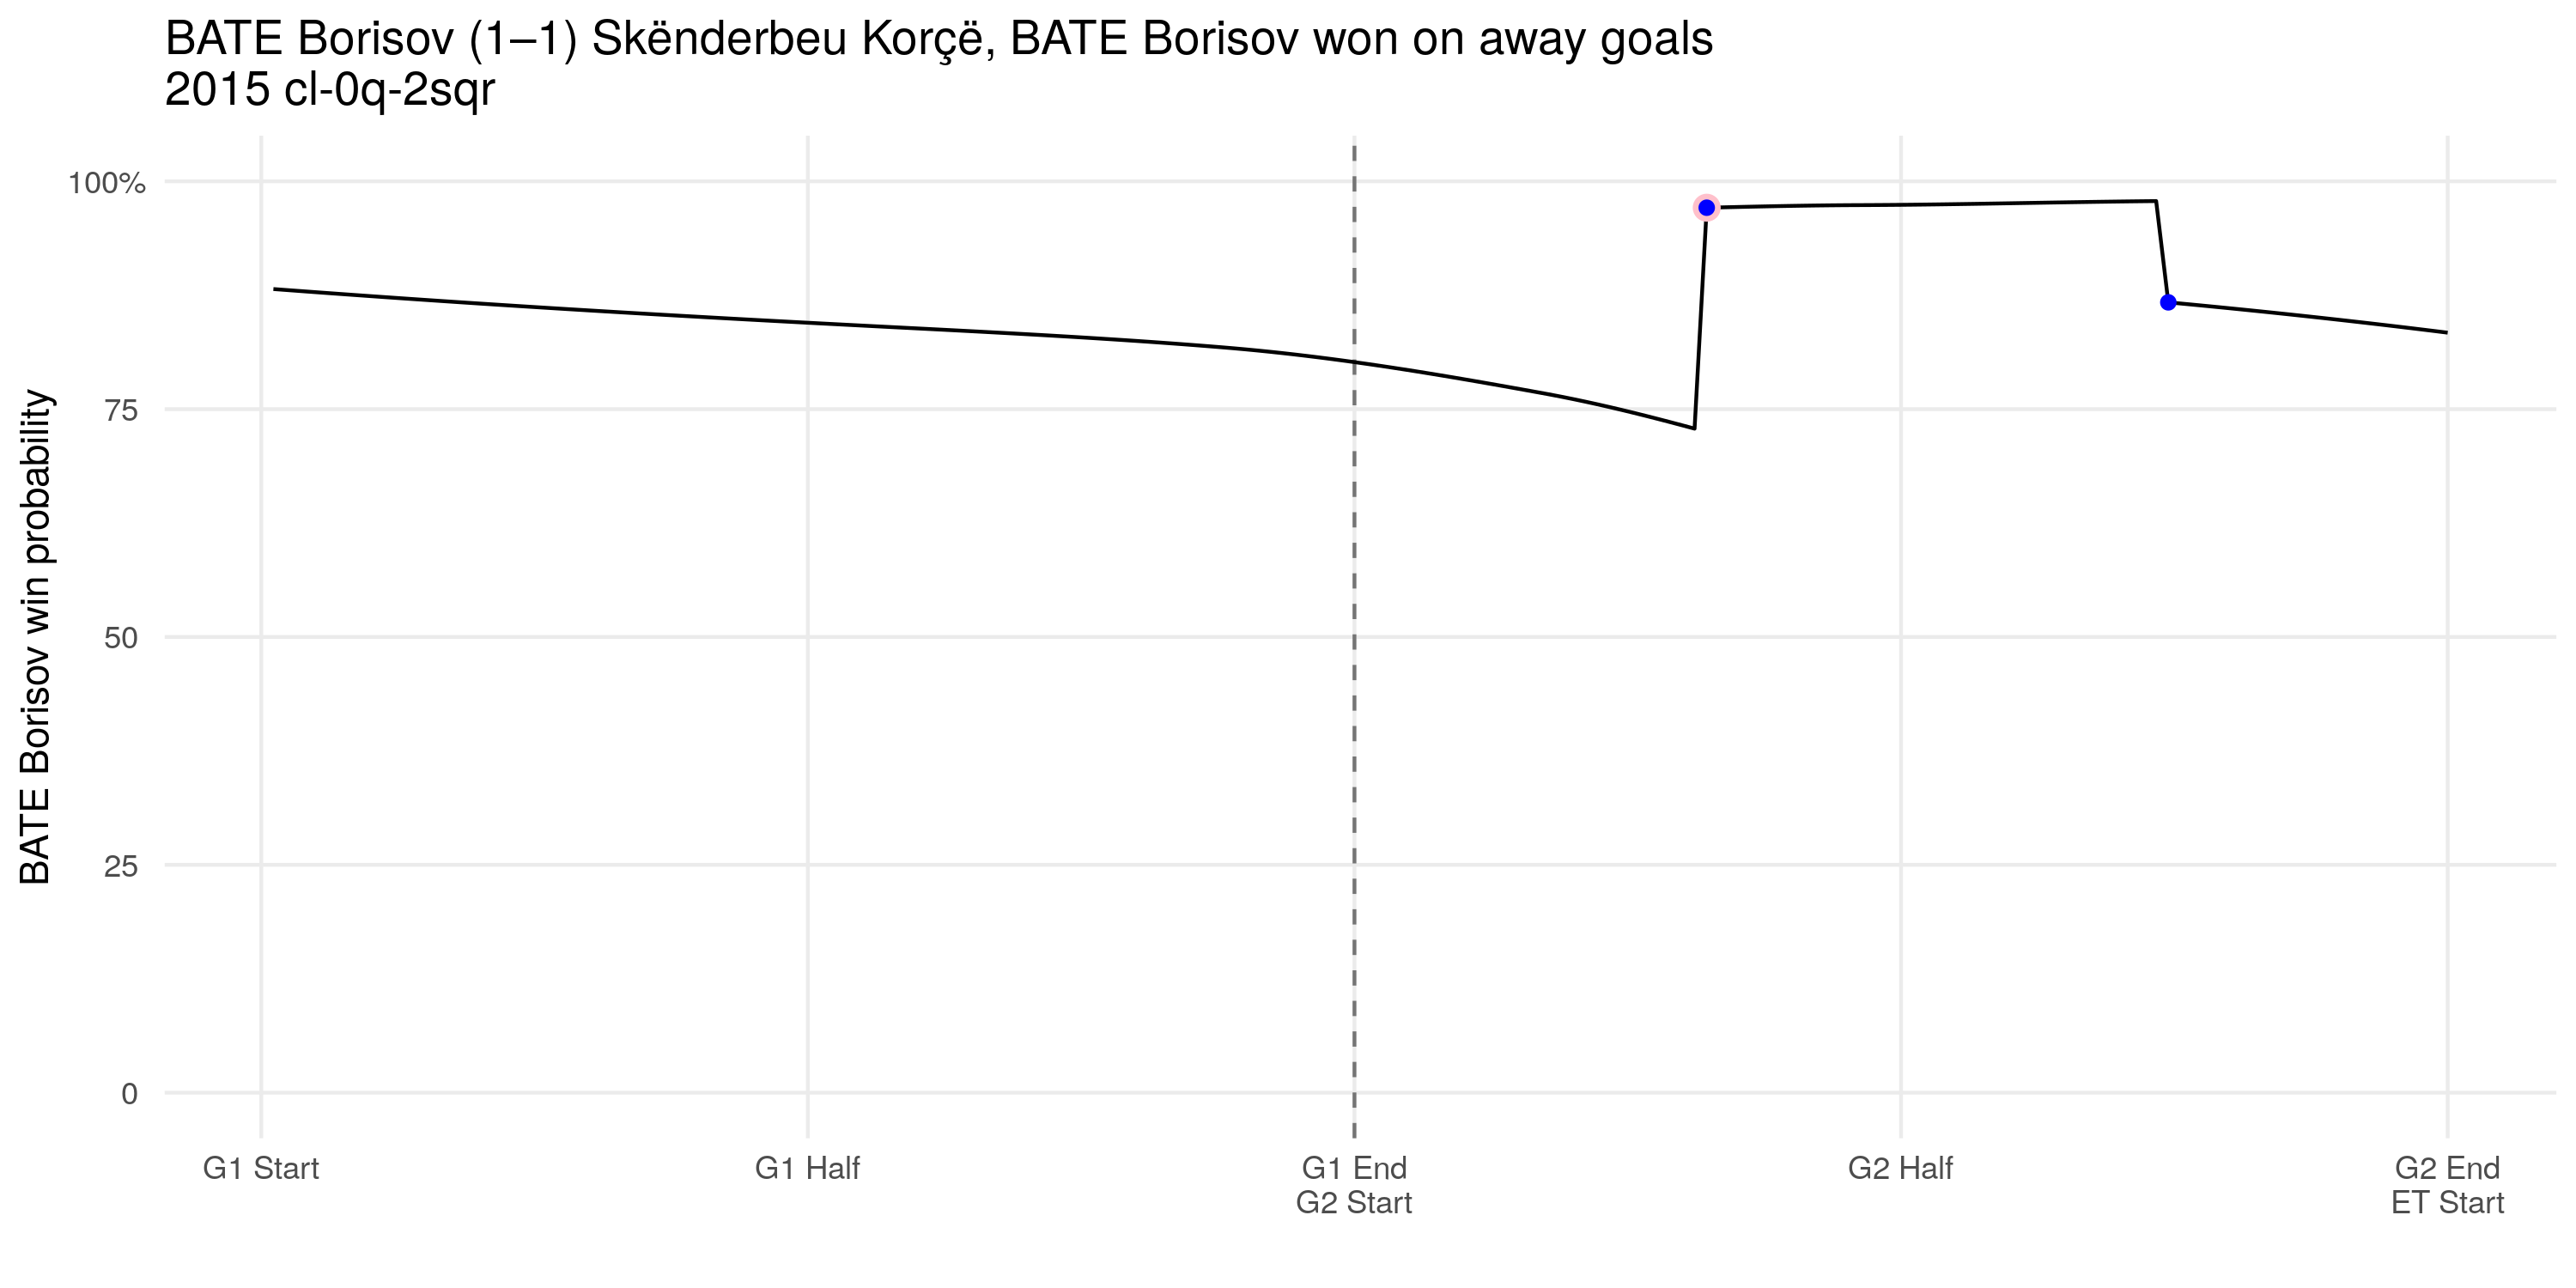 BATE Borisov (1–1) Skënderbeu Korçë, BATE Borisov won on away goals
2015 cl-0q-2sqr
BATE Borisov win probability
100%
75
50
25
0
G1 Start
G1 Half
G1 End
G2 Start
G2 Half
G2 End
ET Start